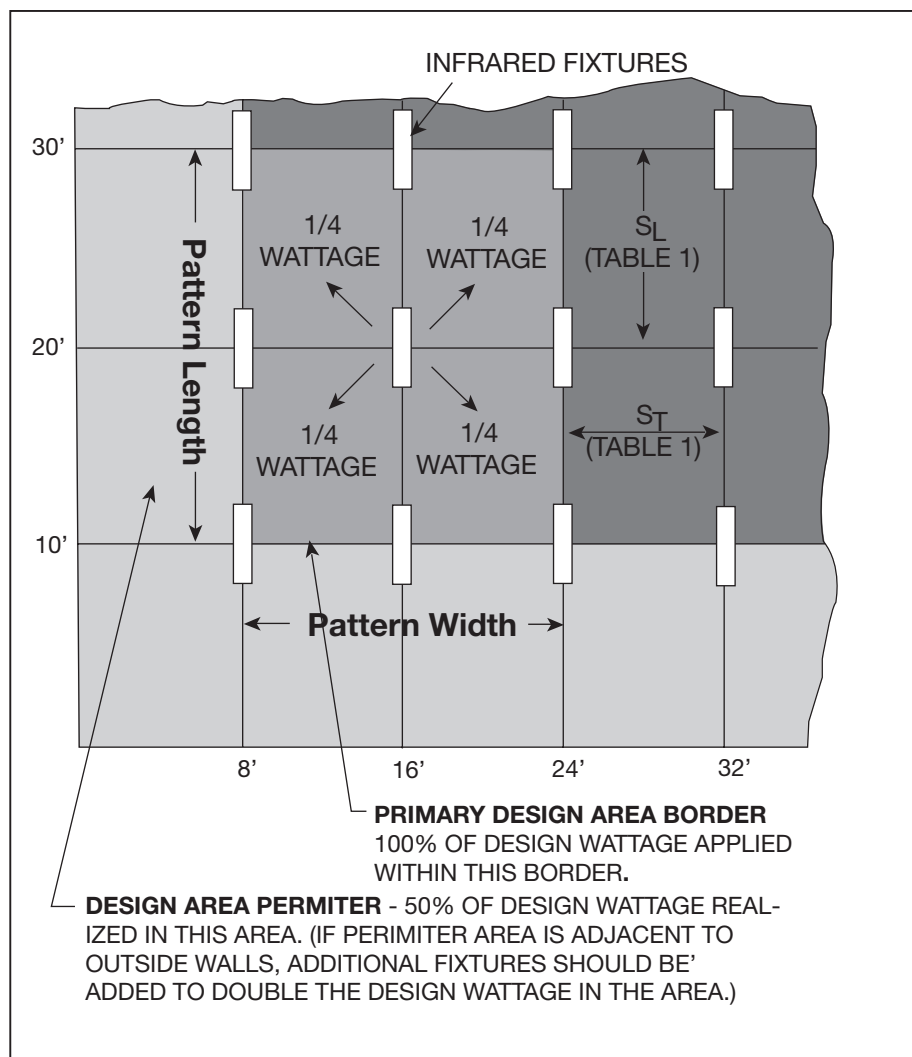 INFRARED FIXTURES
30’
1/4
WATTAGE
1/4
WATTAGE
SL
(TABLE 1)
Pattern Length
20’
1/4
WATTAGE
1/4
WATTAGE
ST
(TABLE 1)
10’
Pattern Width
8’
16’
24’
32’
PRIMARY DESIGN AREA BORDER
100% OF DESIGN WATTAGE APPLIED
WITHIN THIS BORDER.
DESIGN AREA PERMITER - 50% OF DESIGN WATTAGE REAL-
IZED IN THIS AREA. (IF PERIMITER AREA IS ADJACENT TO
OUTSIDE WALLS, ADDITIONAL FIXTURES SHOULD BE’
ADDED TO DOUBLE THE DESIGN WATTAGE IN THE AREA.)